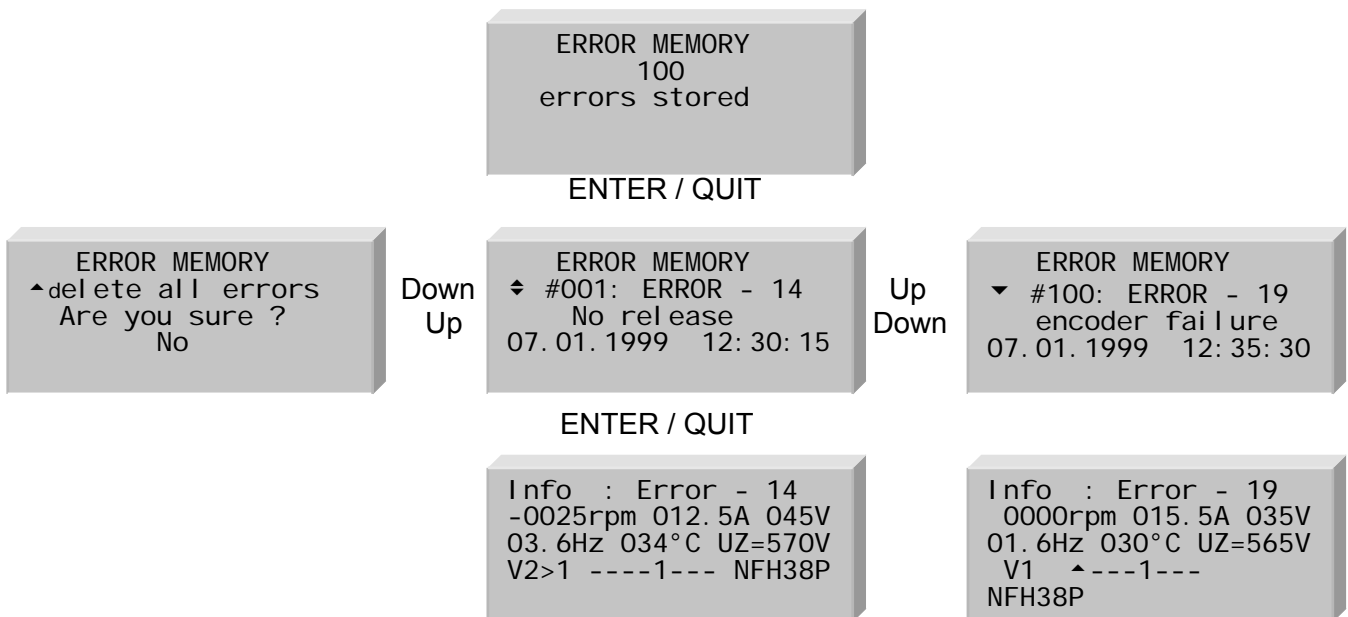 ERROR MEMORY
100
errors stored
ENTER / QUIT
ERROR MEMORY
delete all errors
Are you sure ?
No
Down
Up
ERROR MEMORY
#001: ERROR - 14
No release
07.01.1999 12:30:15
Up
Down
ERROR MEMORY
#100: ERROR - 19
encoder failure
07.01.1999 12:35:30
ENTER / QUIT
Info : Error - 14
-0025rpm 012.5A 045V
03.6Hz 034°C UZ=570V
V2>1 ----1--- NFH38P
Info : Error - 19
0000rpm 015.5A 035V
01.6Hz 030°C UZ=565V
V1 ---1---
NFH38P